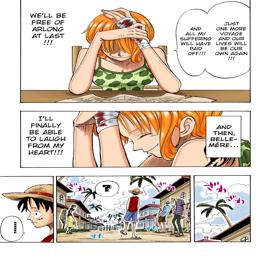 JUST
ONE MORE
VOYAGE
AND OUR
LIVES WILL
BE OUR
OWN AGAIN
!!!
AND
ALL MY
SUFFERING
WILL HAVE
PAID
OFF!!!
WE'LL BE
FREE OF
ARLONG
AT LAST
!!!
AND
THEN,
BELLE-
MÈRE...
I'LL
FINALLY
BE ABLE
TO LAUGH
FROM MY
HEART!!!
?
!!!